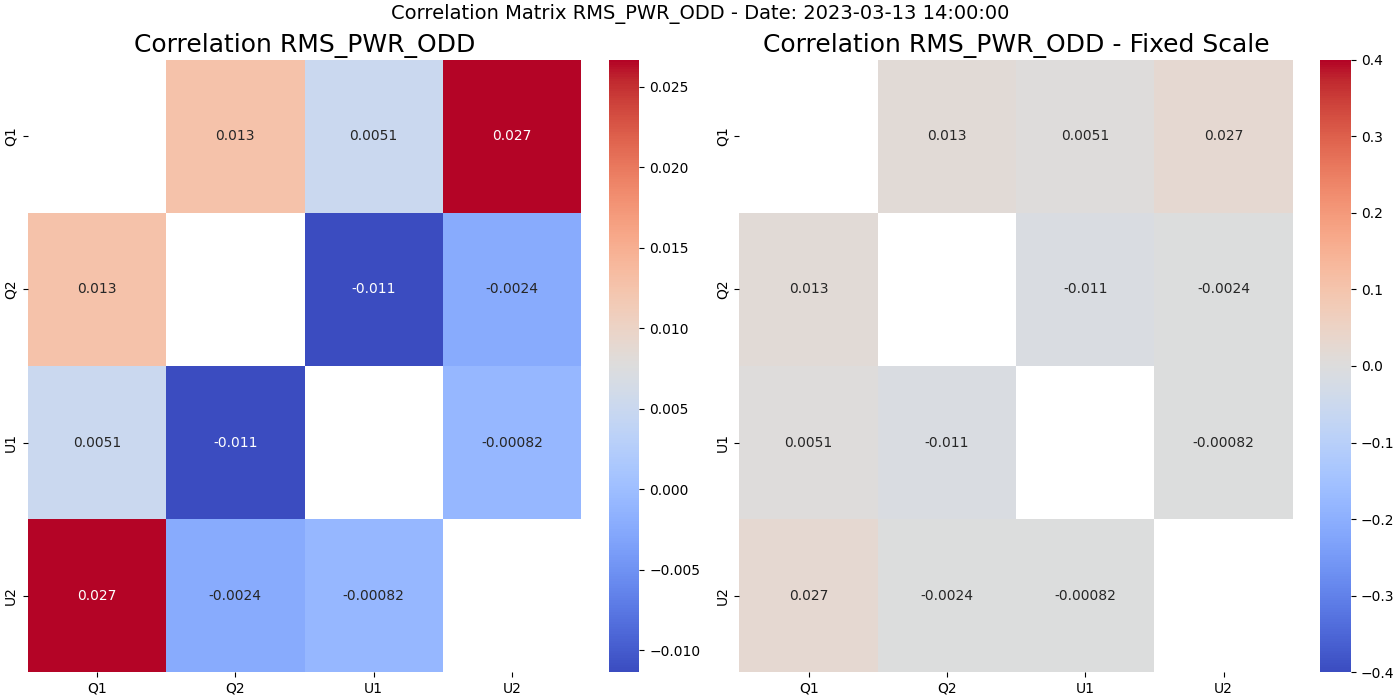 Correlation Matrix RMS_PWR_ODD - Date: 2023-03-13 14:00:00
Correlation RMS_PWR_ODD
Q1
0.013
0.0051
0.027
Q2
0.013
-0.011
-0.0024
U1
0.0051
-0.011
-0.00082
U2
0.027
-0.0024
-0.00082
Q1
Q2
U1
U2
0.025
0.020
0.015
0.010
0.005
0.000
−0.005
−0.010
Correlation RMS_PWR_ODD - Fixed Scale
Q1
0.013
0.0051
0.027
Q2
0.013
-0.011
-0.0024
U1
0.0051
-0.011
-0.00082
U2
0.027
-0.0024
-0.00082
Q1
Q2
U1
U2
0.4
0.3
0.2
0.1
0.0
−0.1
−0.2
−0.3
−0.4